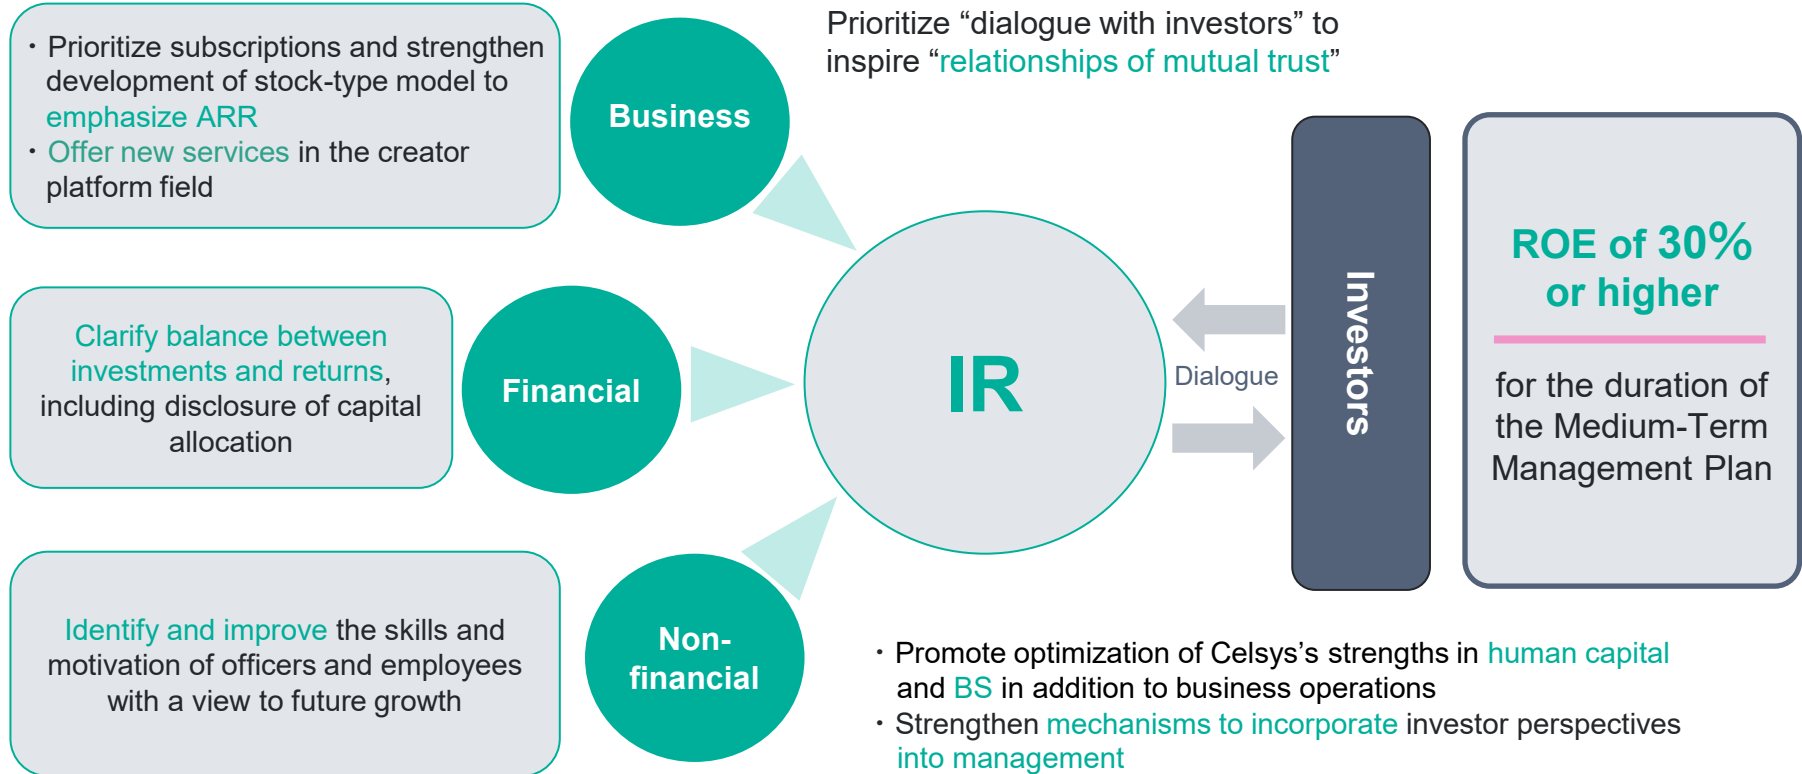 ・Prioritize subscriptions and strengthen
development of stock-type model to
emphasize ARR
・Offer new services in the creator
platform field
Business
Prioritize “dialogue with investors” to
inspire “relationships of mutual trust”
Clarify balance between
investments and returns,
including disclosure of capital
allocation
Financial
IR
Dialogue
Investors
ROE of 30%
or higher
for the duration of
the Medium-Term
Management Plan
Identify and improve the skills and
motivation of officers and employees
with a view to future growth
Non-
financial
・Promote optimization of Celsys’s strengths in human capital
and BS in addition to business operations
・Strengthen mechanisms to incorporate investor perspectives
into management